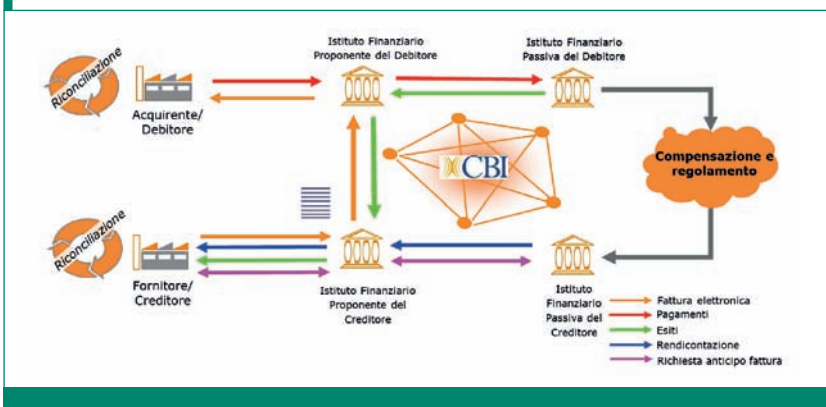 Istituto Finanziario
Proponente del Debitore
Istituto Finanziario
Passiva del Debitore
Riconciliazione
Acquirente/
Debitore
CBI
Compensazione e
regolamento
Riconciliazione
Fornitore/
Creditore
Istituto Finanziario
Proponente del
Creditore
Istituto
Finanziario
Passiva del
Creditore
Fattura elettronica
Pagamenti
Esiti
Rendicontazione
Richiesta anticipo fattura